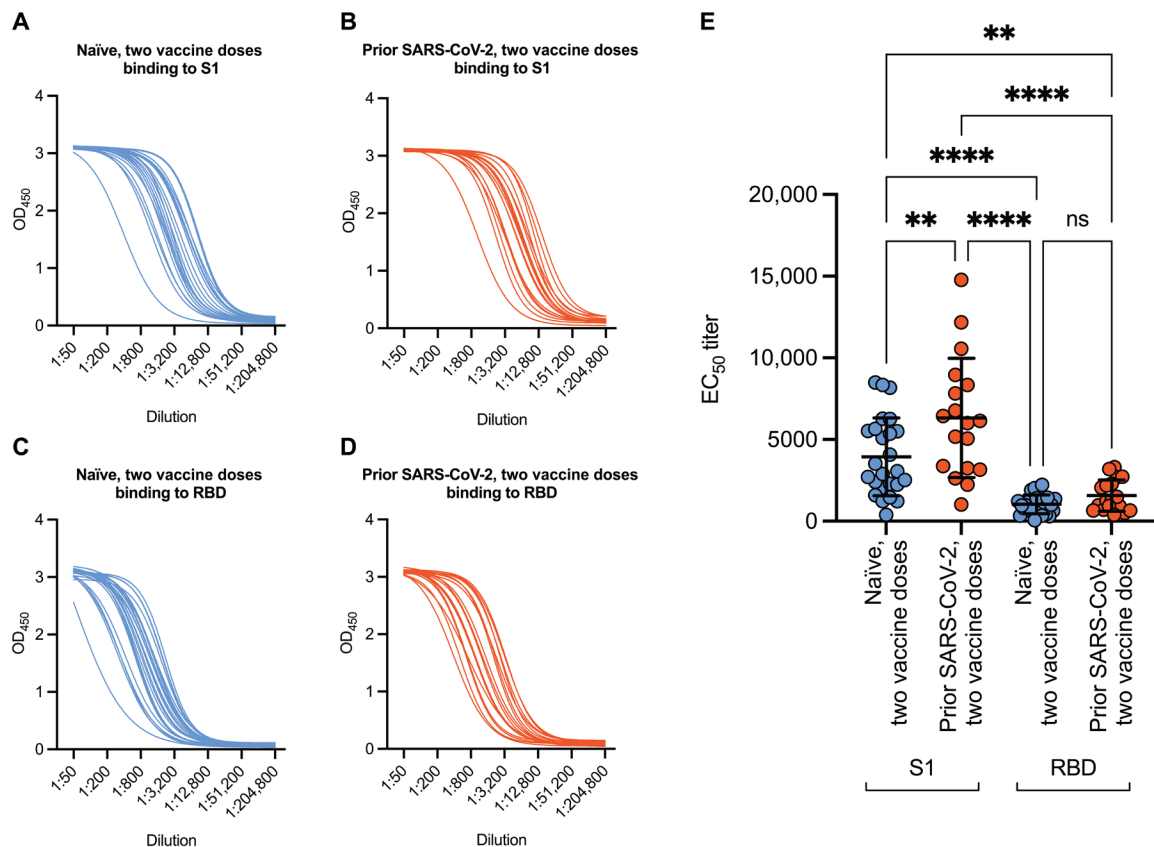 A
Naïve, two vaccine doses
binding to S1
4
3
2
1
0
OD450
1:50
1:200
1:800
1:3,200
1:12,800
1:51,200
1:204,800
Dilution
B
Prior SARS-CoV-2, two vaccine doses
binding to S1
4
3
2
1
0
OD450
1:50
1:200
1:800
1:3,200
1:12,800
1:51,200
1:204,800
Dilution
C
Naïve, two vaccine doses
binding to RBD
4
3
2
1
0
OD450
1:50
1:200
1:800
1:3,200
1:12,800
1:51,200
1:204,800
Dilution
D
Prior SARS-CoV-2, two vaccine doses
binding to RBD
4
3
2
1
0
OD450
1:50
1:200
1:800
1:3,200
1:12,800
1:51,200
1:204,800
Dilution
E
**
****
****
** ****
ns
20,000
15,000
10,000
5000
0
EC50 titer
Naïve,
two vaccine doses
Prior SARS-CoV-2,
two vaccine doses
Naïve,
two vaccine doses
Prior SARS-CoV-2,
two vaccine doses
S1
RBD